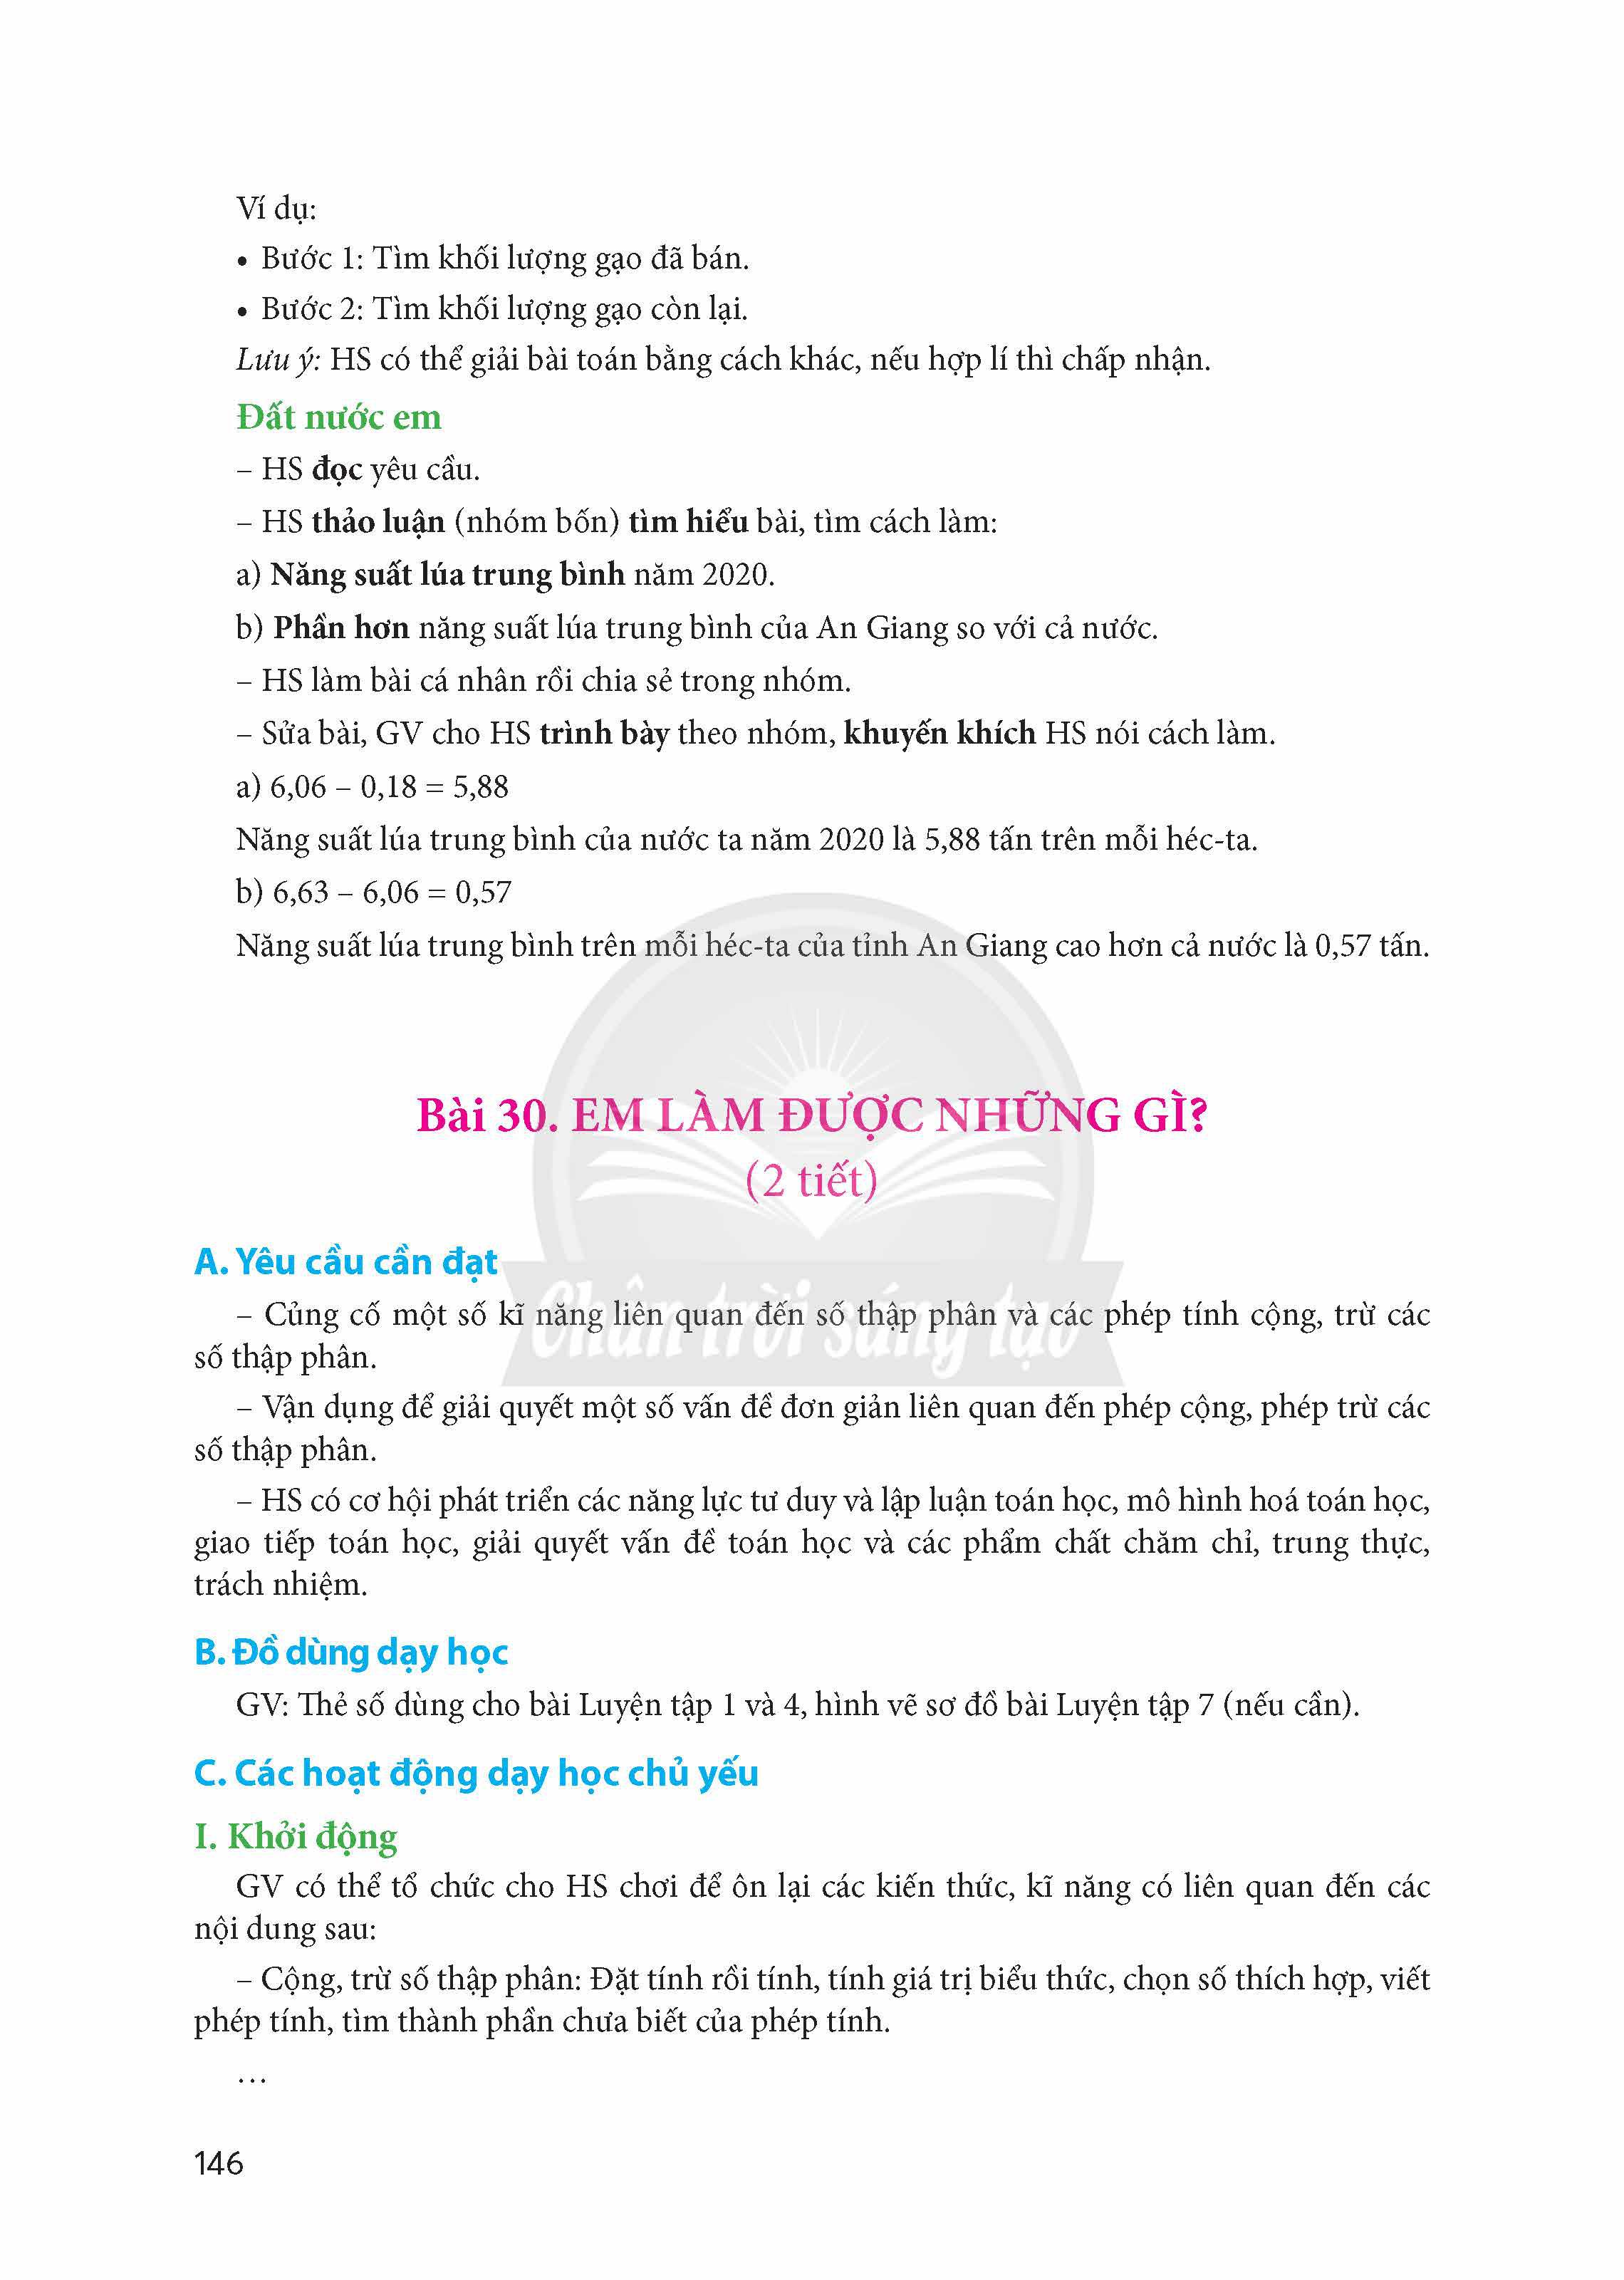 Ví dụ:
• Bước 1: Tìm khối lượng gạo đã bán.
• Bước 2: Tìm khối lượng gạo còn lại.
Lưu ý: HS có thể giải bài toán bằng cách khác, nếu hợp lí thì chấp nhận.
Đất nước em
– HS đọc yêu cầu.
– HS thảo luận (nhóm bốn) tìm hiểu bài, tìm cách làm:
a) Năng suất lúa trung bình năm 2020.
b) Phần hơn năng suất lúa trung bình của An Giang so với cả nước.
– HS làm bài cá nhân rồi chia sẻ trong nhóm.
– Sửa bài, GV cho HS trình bày theo nhóm, khuyến khích HS nói cách làm.
a) 6,06 – 0,18 = 5,88
Năng suất lúa trung bình của nước ta năm 2020 là 5,88 tấn trên mỗi héc-ta.
b) 6,63 – 6,06 = 0,57
Năng suất lúa trung bình trên mỗi héc-ta của tỉnh An Giang cao hơn cả nước là 0,57 tấn.
Bài 30. EM LÀM ĐƯỢC NHỮNG GÌ?
(2 tiết)
A. Yêu cầu cần đạt
– Củng cố một số kĩ năng liên quan đến số thập phân và các phép tính cộng, trừ các
số thập phân.
Chân trời sáng tạo
– Vận dụng để giải quyết một số vấn đề đơn giản liên quan đến phép cộng, phép trừ các
số thập phân.
– HS có cơ hội phát triển các năng lực tư duy và lập luận toán học, mô hình hoá toán học,
giao tiếp toán học, giải quyết vấn đề toán học và các phẩm chất chăm chỉ, trung thực,
trách nhiệm.
B. Đồ dùng dạy học
GV: Thẻ số dùng cho bài Luyện tập 1 và 4, hình vẽ sơ đồ bài Luyện tập 7 (nếu cần).
C. Các hoạt động dạy học chủ yếu
I. Khởi động
GV có thể tổ chức cho HS chơi để ôn lại các kiến thức, kĩ năng có liên quan đến các
nội dung sau:
– Cộng, trừ số thập phân: Đặt tính rồi tính, tính giá trị biểu thức, chọn số thích hợp, viết
phép tính, tìm thành phần chưa biết của phép tính.
…
146